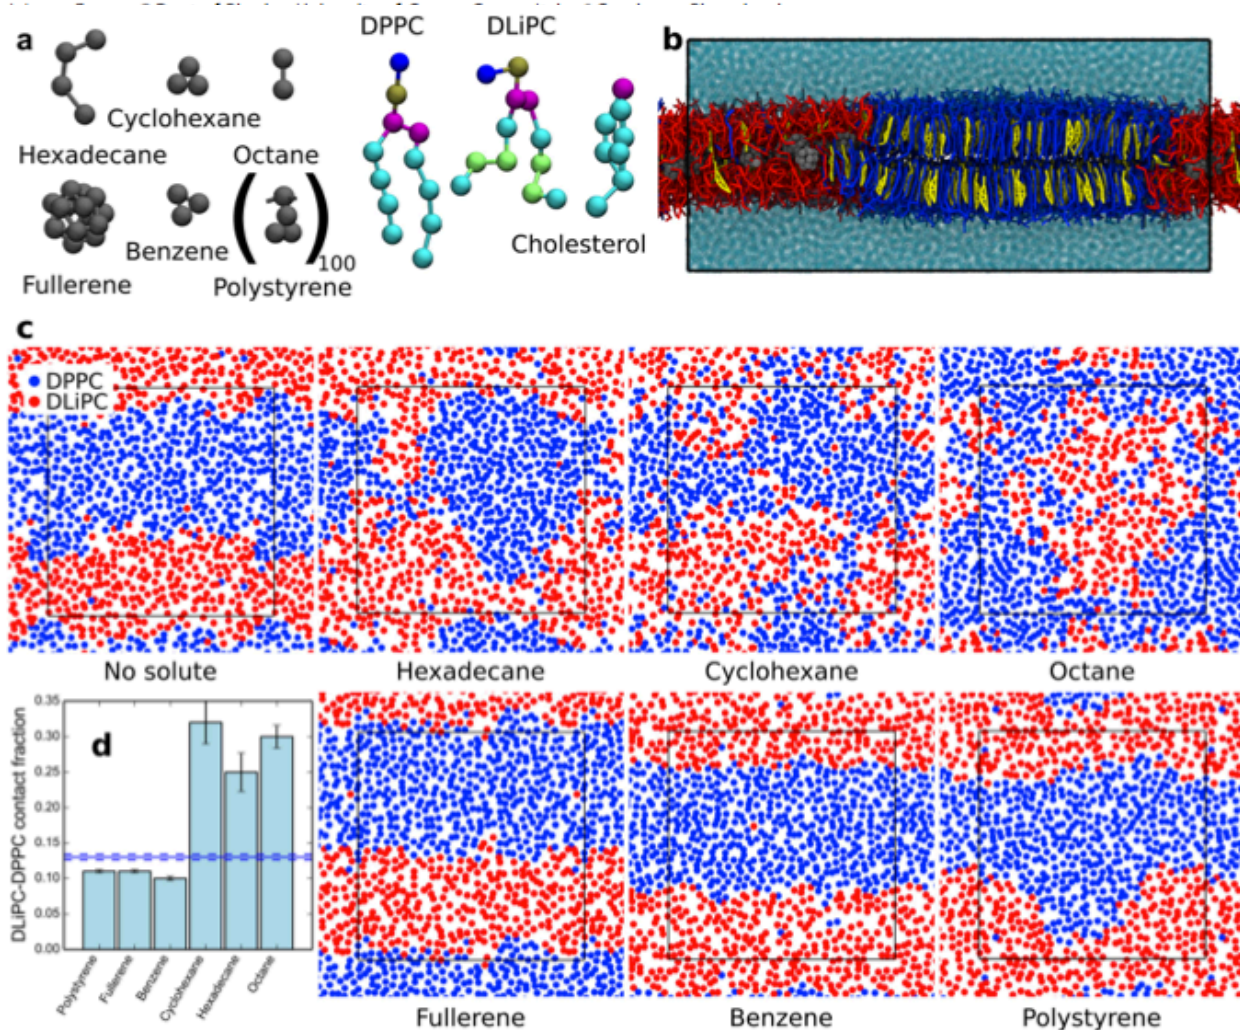 a
DPPC
DLiPC
b
Cyclohexane
Hexadecane
Octane
Benzene
100
Cholesterol
Fullerene
Polystyrene
c
DPPC
DLiPC
No solute
Hexadecane
Cyclohexane
Octane
d
DLiPC-DPPC contact fraction
0.35
0.30
0.25
0.20
0.15
0.10
0.05
0.00
Polystyrene
Fullerene
Benzene
Cyclohexane
Hexadecane
Octane
Fullerene
Benzene
Polystyrene